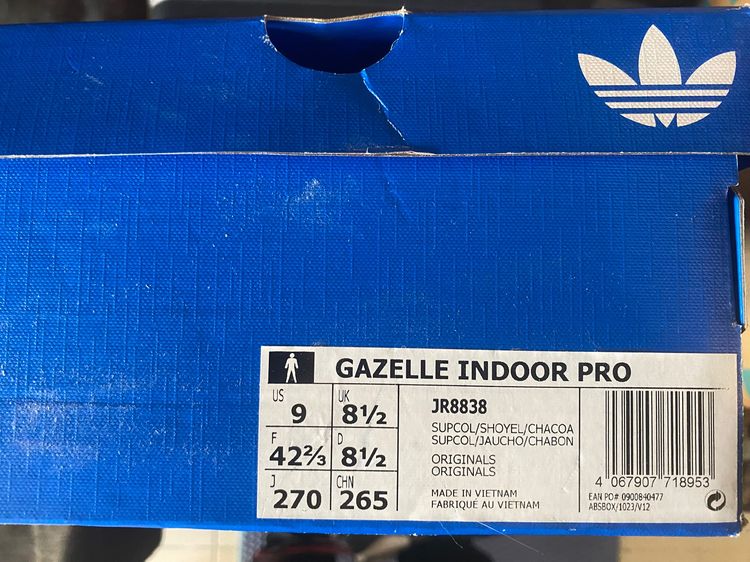 GAZELLE INDOOR PRO
US 9 UK 8½
F 42⅔ D 8½
J 270 CHN 265
JR8838
SUPCOL/SHOYEL/CHACOA
SUPCOL/JAUCHO/CHABON
ORIGINALS
ORIGINALS
MADE IN VIETNAM
FABRIQUÉ AU VIETNAM
4 067907 718953
EAN PO# 0900840477
ABSBOX/1023/V12